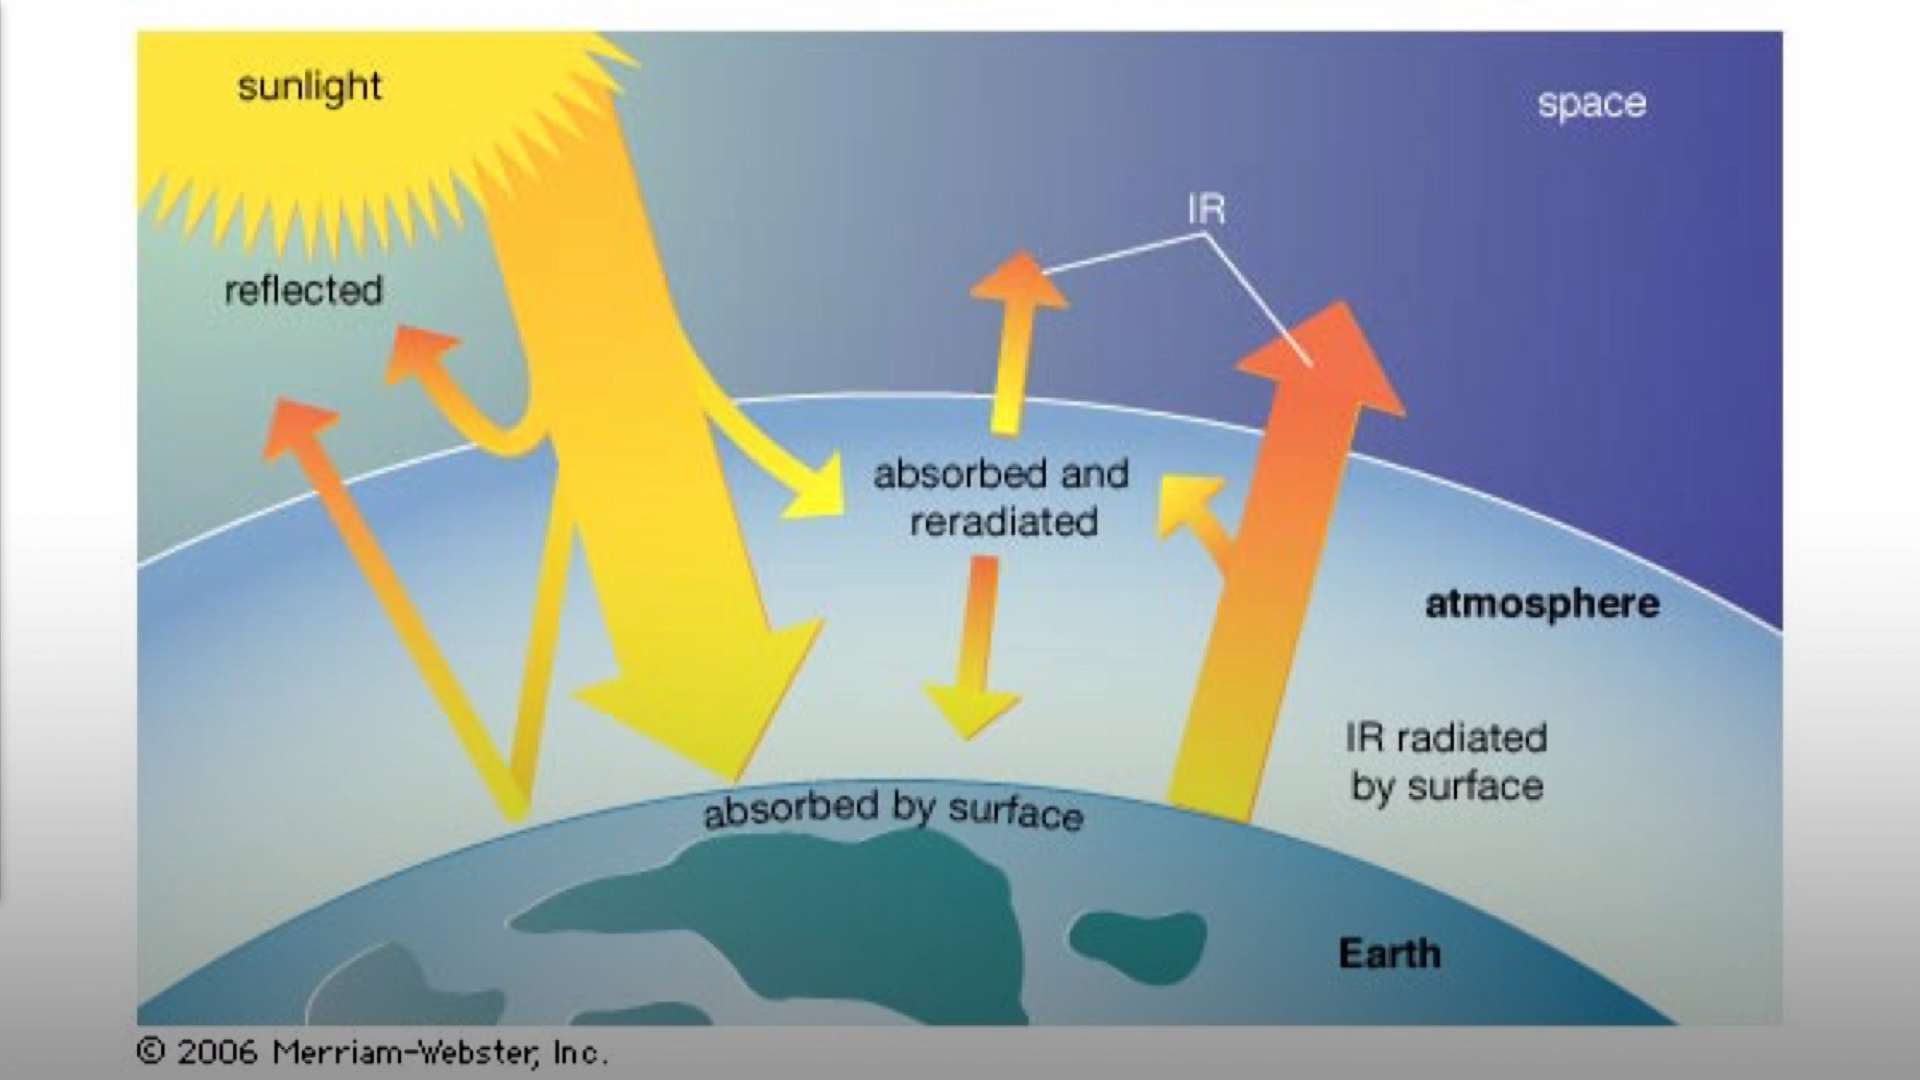 sunlight
space
IR
reflected
absorbed and
reradiated
atmosphere
IR radiated
by surface
absorbed by surface
Earth
© 2006 Merriam-Webster, Inc.